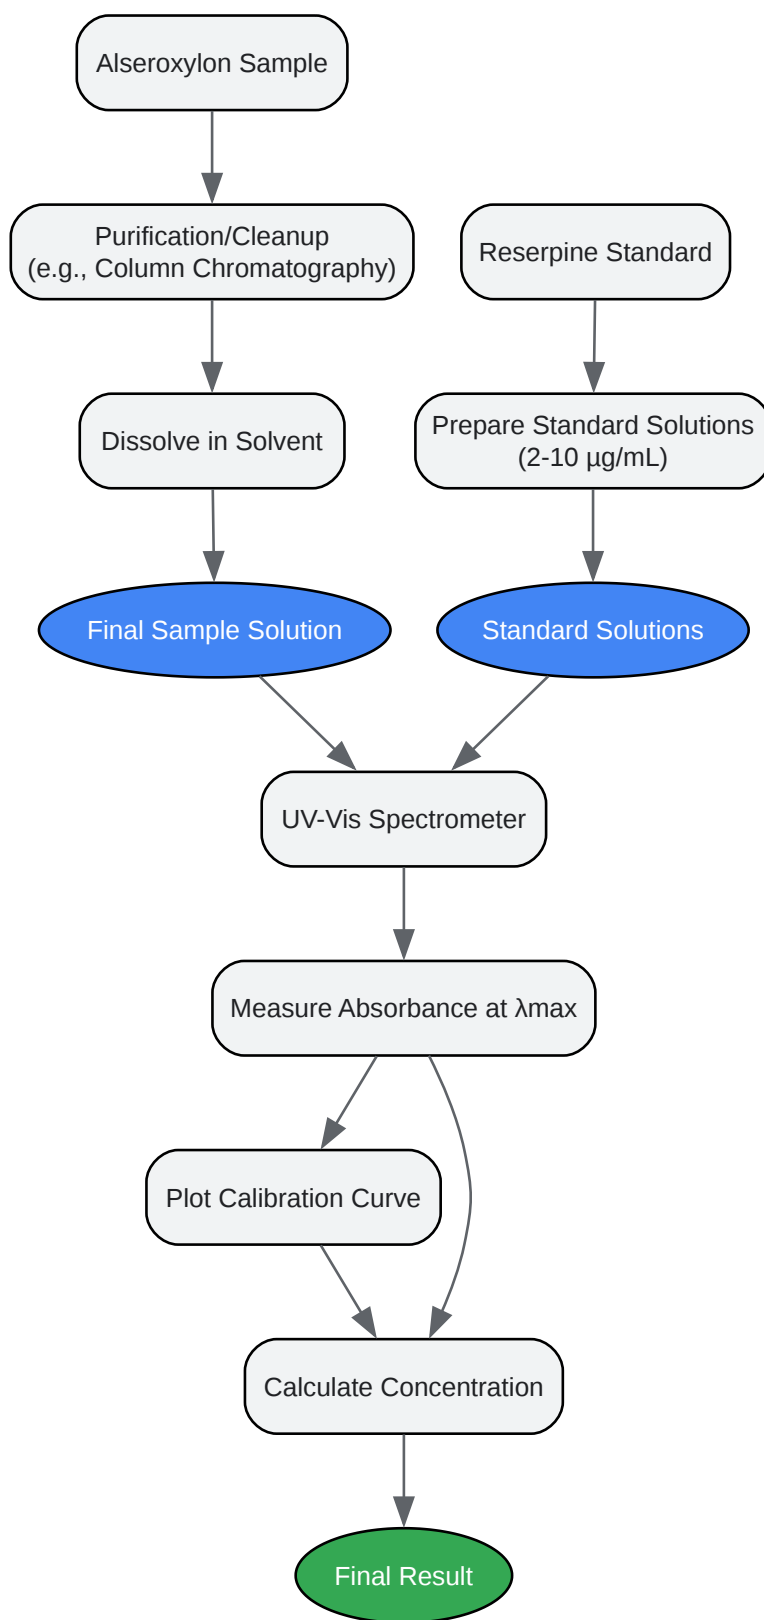 Alseroxylon Sample
Purification/Cleanup
(e.g., Column Chromatography)
Reserpine Standard
Dissolve in Solvent
Prepare Standard Solutions
(2-10 µg/mL)
Final Sample Solution
Standard Solutions
UV-Vis Spectrometer
Measure Absorbance at λmax
Plot Calibration Curve
Calculate Concentration
Final Result